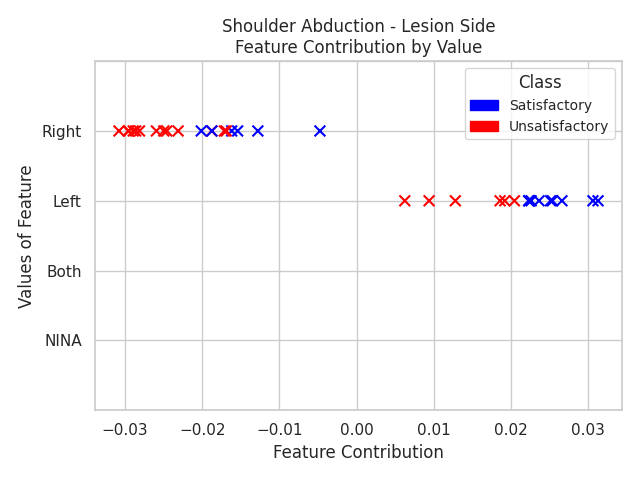 Shoulder Abduction - Lesion Side
Feature Contribution by Value
Class
Satisfactory
Unsatisfactory
Values of Feature
Right
Left
Both
NINA
−0.03
−0.02
−0.01
0.00
0.01
0.02
0.03
Feature Contribution